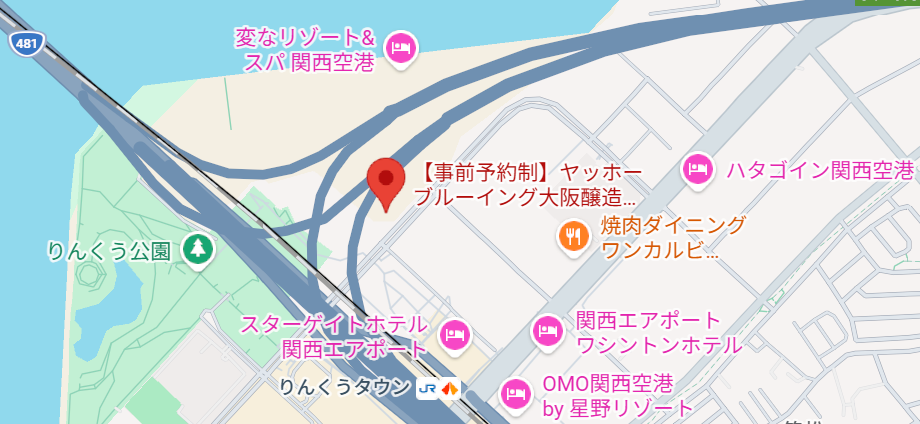 481
変なリゾート&
スパ 関西空港
【事前予約制】ヤッホー
ブルーイング大阪醸造...
ハタゴイン関西空港
焼肉ダイニング
ワンカルビ...
りんくう公園
スターゲイトホテル
関西エアポート
関西エアポート
ワシントンホテル
りんくうタウン JR
OMO関西空港
by 星野リゾート